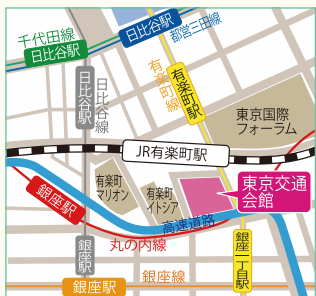 千代田線
日比谷駅
日比谷駅
都営三田線
日比谷駅
日比谷線
有楽町線
有楽町駅
東京国際
フォーラム
JR有楽町駅
銀座駅
有楽町
マリオン
有楽町
イトシア
東京交通
会館
高速道路
丸の内線
銀座駅
銀座一丁目駅
銀座線
銀座駅